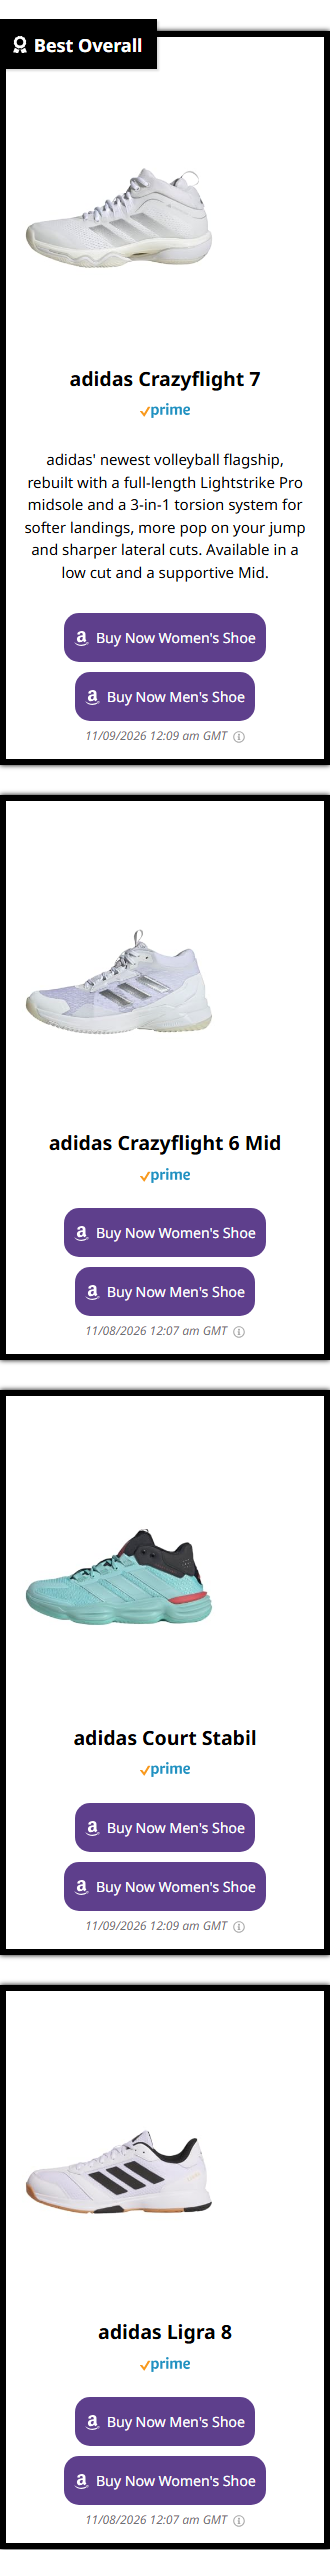 Best Overall
adidas Crazyflight 7
prime
adidas' newest volleyball flagship,
rebuilt with a full-length Lightstrike Pro
midsole and a 3-in-1 torsion system for
softer landings, more pop on your jump
and sharper lateral cuts. Available in a
low cut and a supportive Mid.
Buy Now Women's Shoe
Buy Now Men's Shoe
11/09/2026 12:09 am GMT
adidas Crazyflight 6 Mid
prime
Buy Now Women's Shoe
Buy Now Men's Shoe
11/08/2026 12:07 am GMT
adidas Court Stabil
prime
Buy Now Men's Shoe
Buy Now Women's Shoe
11/09/2026 12:09 am GMT
adidas Ligra 8
prime
Buy Now Men's Shoe
Buy Now Women's Shoe
11/08/2026 12:07 am GMT